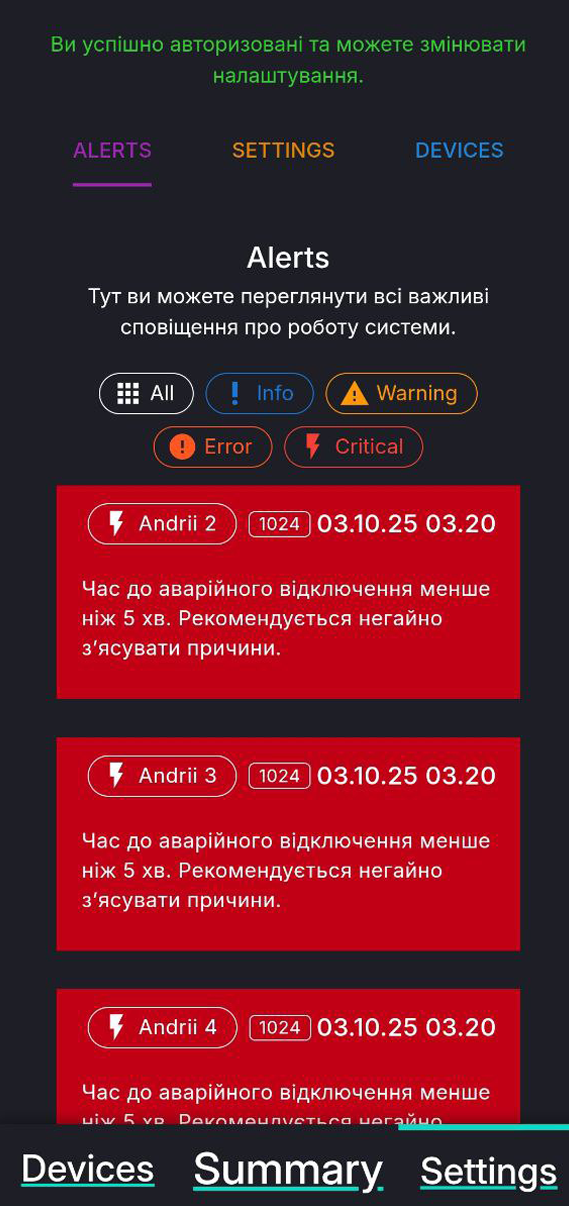 Ви успішно авторизовані та можете змінювати
налаштування.
ALERTS SETTINGS DEVICES
Alerts
Тут ви можете переглянути всі важливі
сповіщення про роботу системи.
All Info Warning
Error Critical
Andrii 2 1024 03.10.25 03.20
Час до аварійного відключення менше
ніж 5 хв. Рекомендується негайно
з’ясувати причини.
Andrii 3 1024 03.10.25 03.20
Час до аварійного відключення менше
ніж 5 хв. Рекомендується негайно
з’ясувати причини.
Andrii 4 1024 03.10.25 03.20
Час до аварійного відключення менше
ніж 5 хв. Рекомендується негайно
Devices Summary Settings